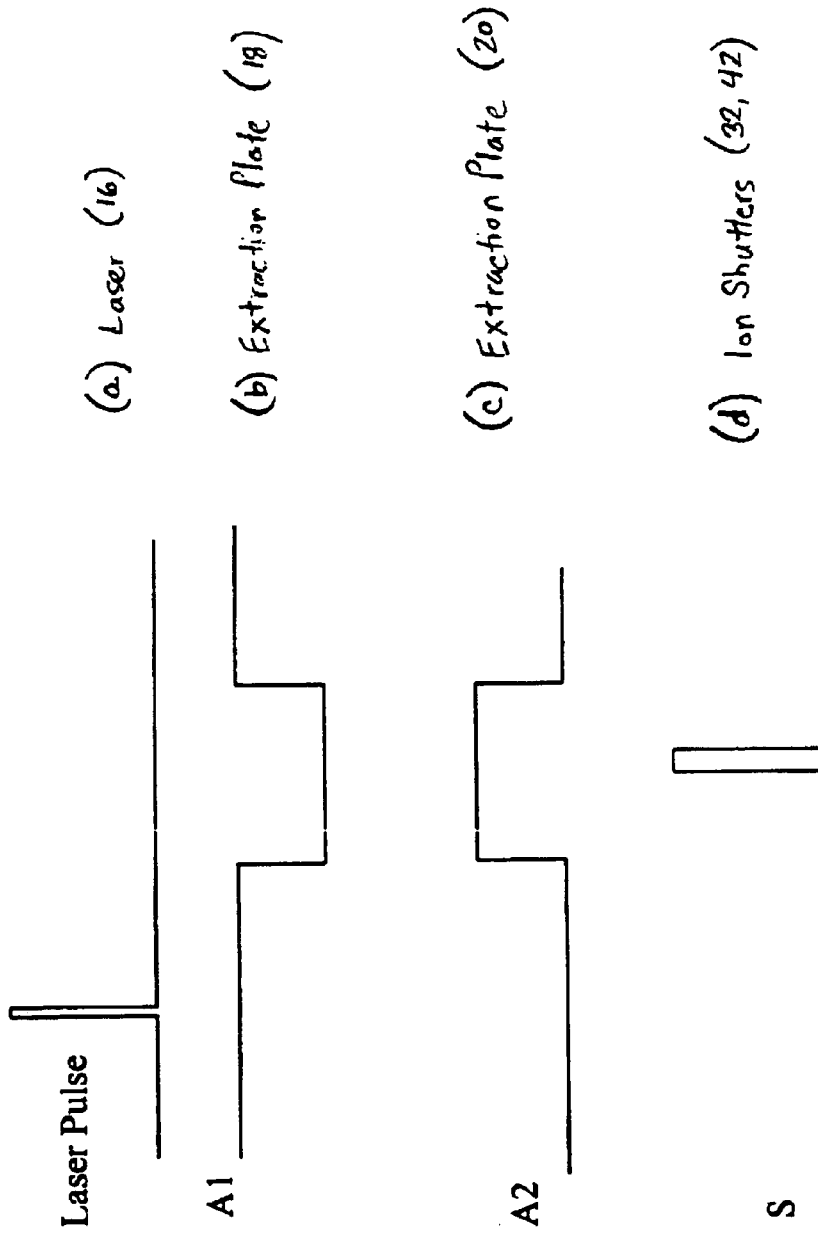 Laser Pulse
(a) Laser (16)
A1
(b) Extraction Plate (18)
A2
(c) Extraction Plate (20)
S
(d) Ion Shutters (32, 42)